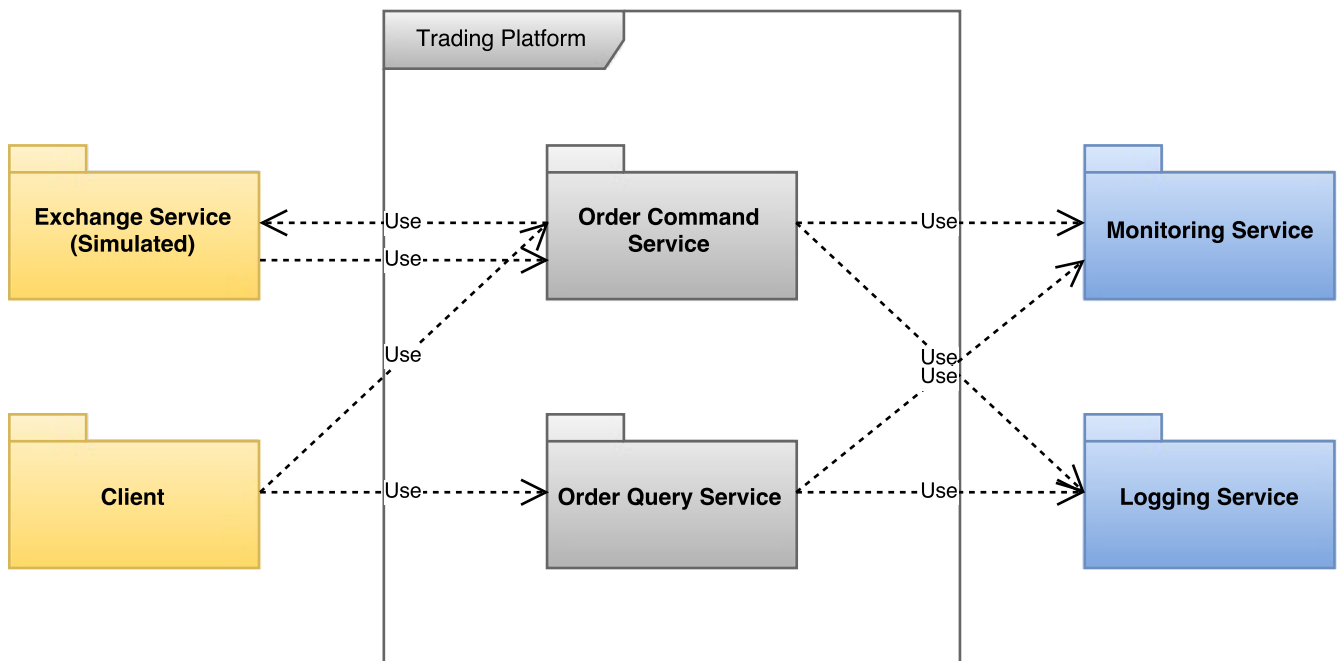 Trading Platform
Exchange Service
(Simulated)
Use
Use
Order Command
Service
Use
Monitoring Service
Use
Use
Use
Client
Use
Order Query Service
Use
Logging Service